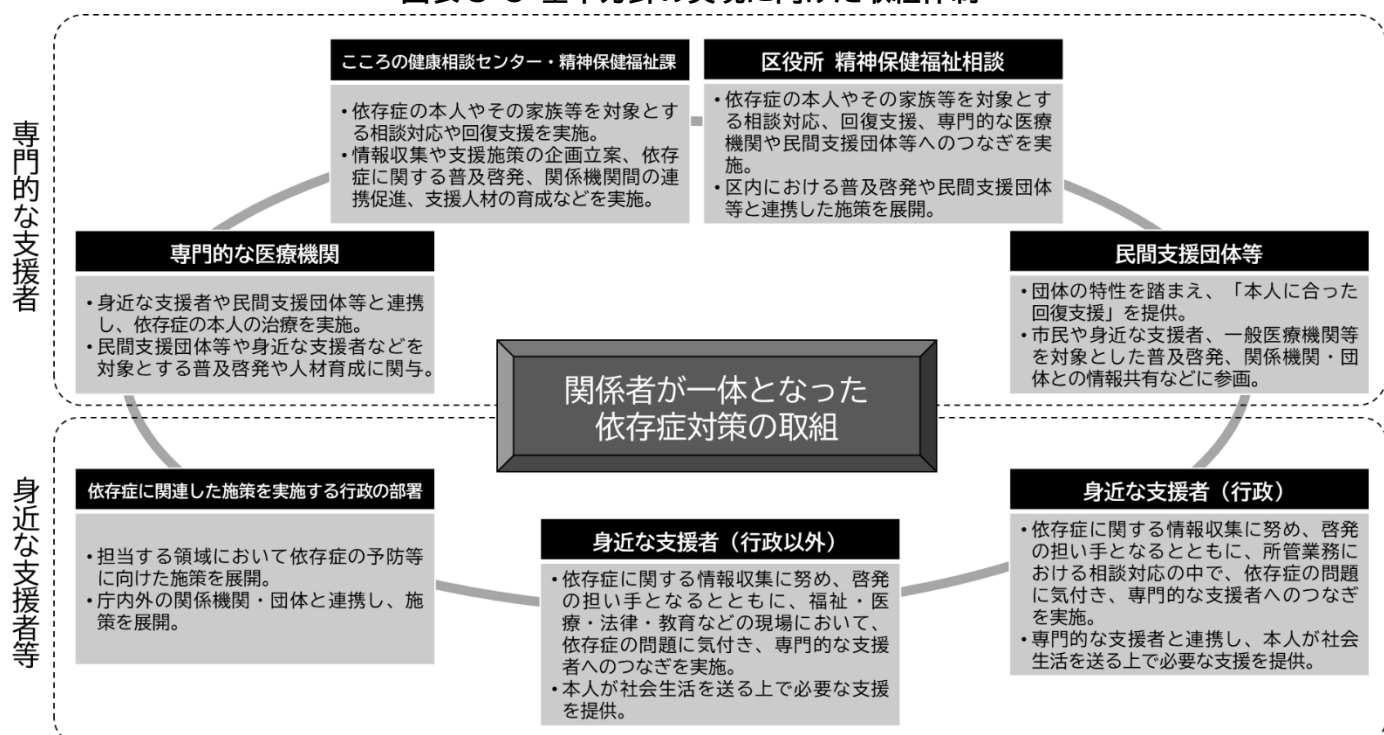 専門的な支援者
こころの健康相談センター・精神保健福祉課
・依存症の本人やその家族等を対象とす
る相談対応や回復支援を実施。
・情報収集や支援施策の企画立案、依存
症に関する普及啓発、関係機関間の連
携促進、支援人材の育成などを実施。
区役所 精神保健福祉相談
・依存症の本人やその家族等を対象とす
る相談対応、回復支援、専門的な医療
機関や民間支援団体等へのつなぎを実
施。
・区内における普及啓発や民間支援団体
等と連携した施策を展開。
専門的な医療機関
・身近な支援者や民間支援団体等と連携
し、依存症の本人の治療を実施。
・民間支援団体等や身近な支援者などを
対象とする普及啓発や人材育成に関与。
民間支援団体等
・団体の特性を踏まえ、「本人に合った
回復支援」を提供。
・市民や身近な支援者、一般医療機関等
を対象とした普及啓発、関係機関・団
体との情報共有などに参画。
関係者が一体となった
依存症対策の取組
身近な支援者等
依存症に関連した施策を実施する行政の部署
・担当する領域において依存症の予防等
に向けた施策を展開。
・庁内外の関係機関・団体と連携し、施
策を展開。
身近な支援者（行政以外）
・依存症に関する情報収集に努め、啓発
の担い手となるとともに、福祉・医
療・法律・教育などの現場において、
依存症の問題に気付き、専門的な支援
者へのつなぎを実施。
・本人が社会生活を送る上で必要な支援
を提供。
身近な支援者（行政）
・依存症に関する情報収集に努め、啓発
の担い手となるとともに、所管業務に
おける相談対応の中で、依存症の問題
に気付き、専門的な支援者へのつなぎ
を実施。
・専門的な支援者と連携し、本人が社会
生活を送る上で必要な支援を提供。